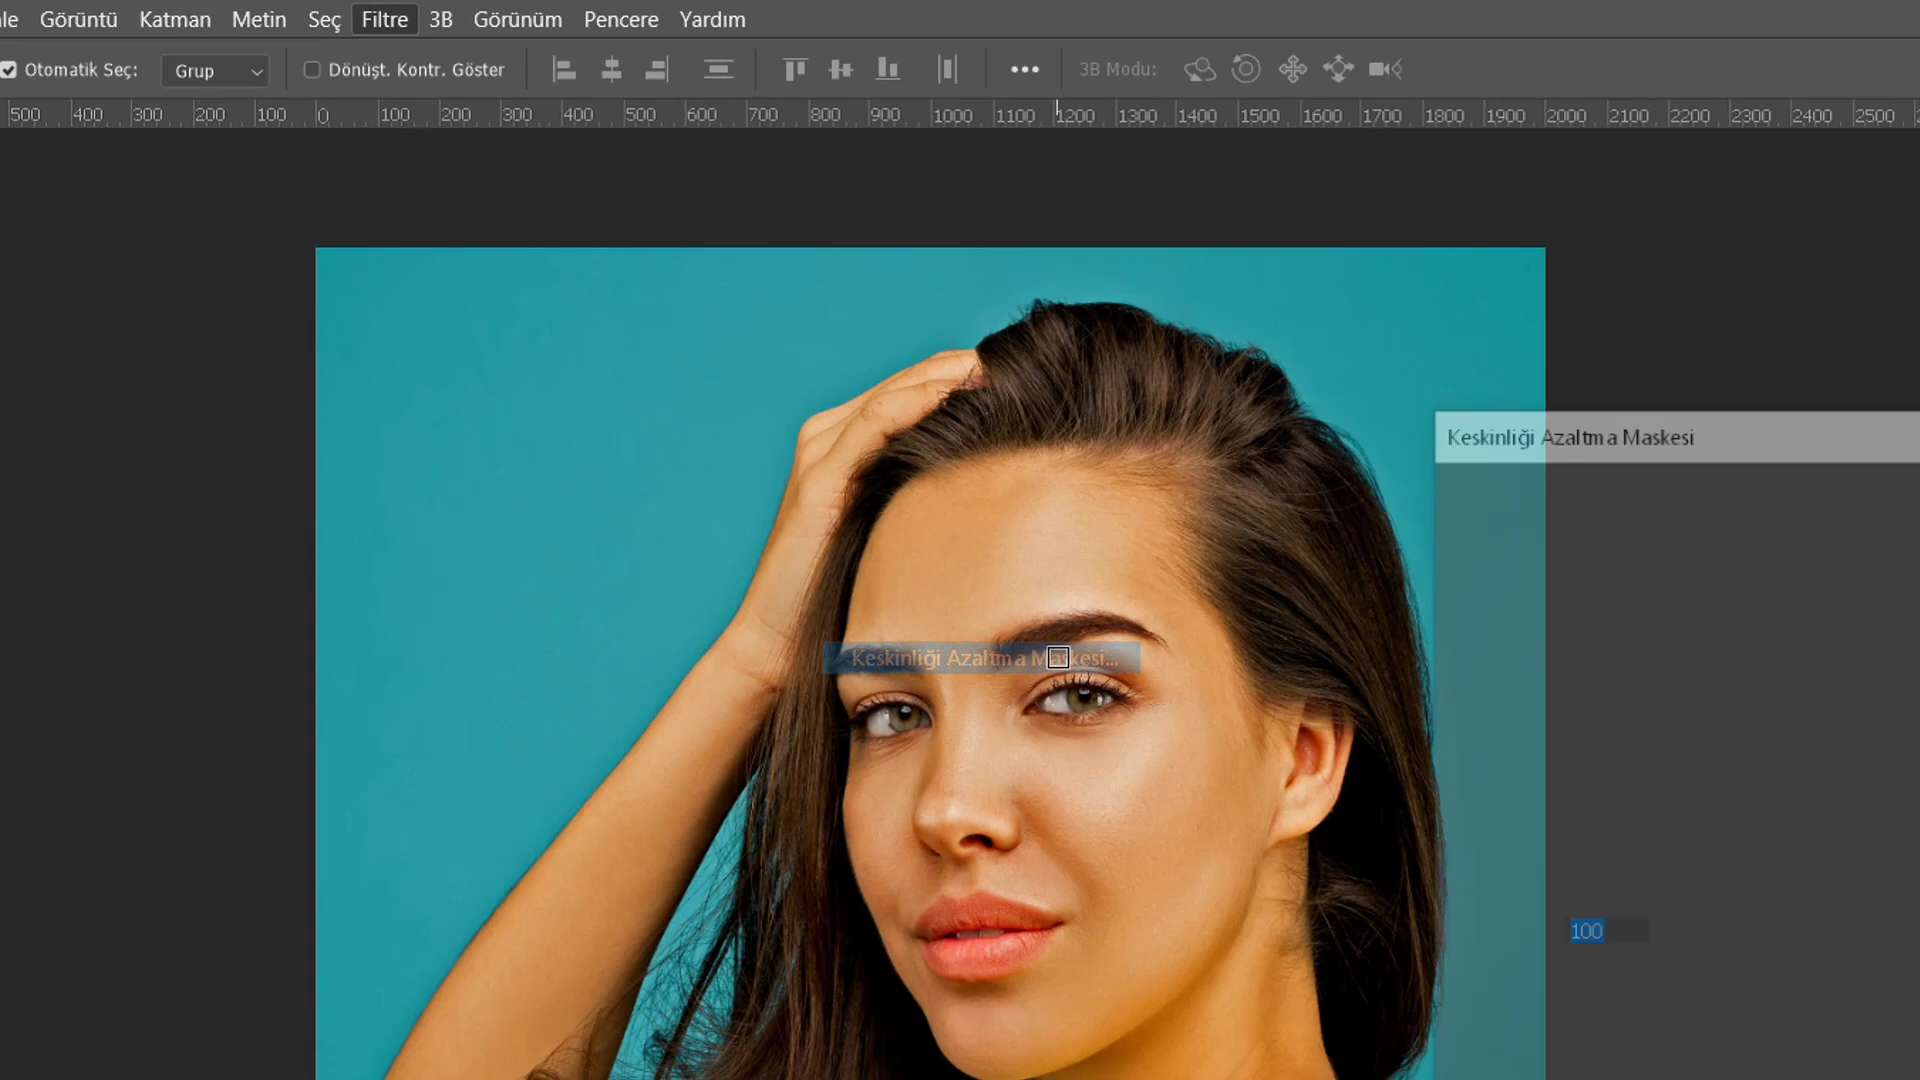 le Görüntü Katman Metin Seç Filtre 3B Görünüm Pencere Yardım
Otomatik Seç: Grup Dönüşt. Kontr. Göster 3B Modu:
500 400 300 200 100 0 100 200 300 400 500 600 700 800 900 1000 1100 1200 1300 1400 1500 1600 1700 1800 1900 2000 2100 2200 2300 2400 2500
Keskinliği Azaltma Maskesi
Keskinliği Azaltma Maskesi...
100